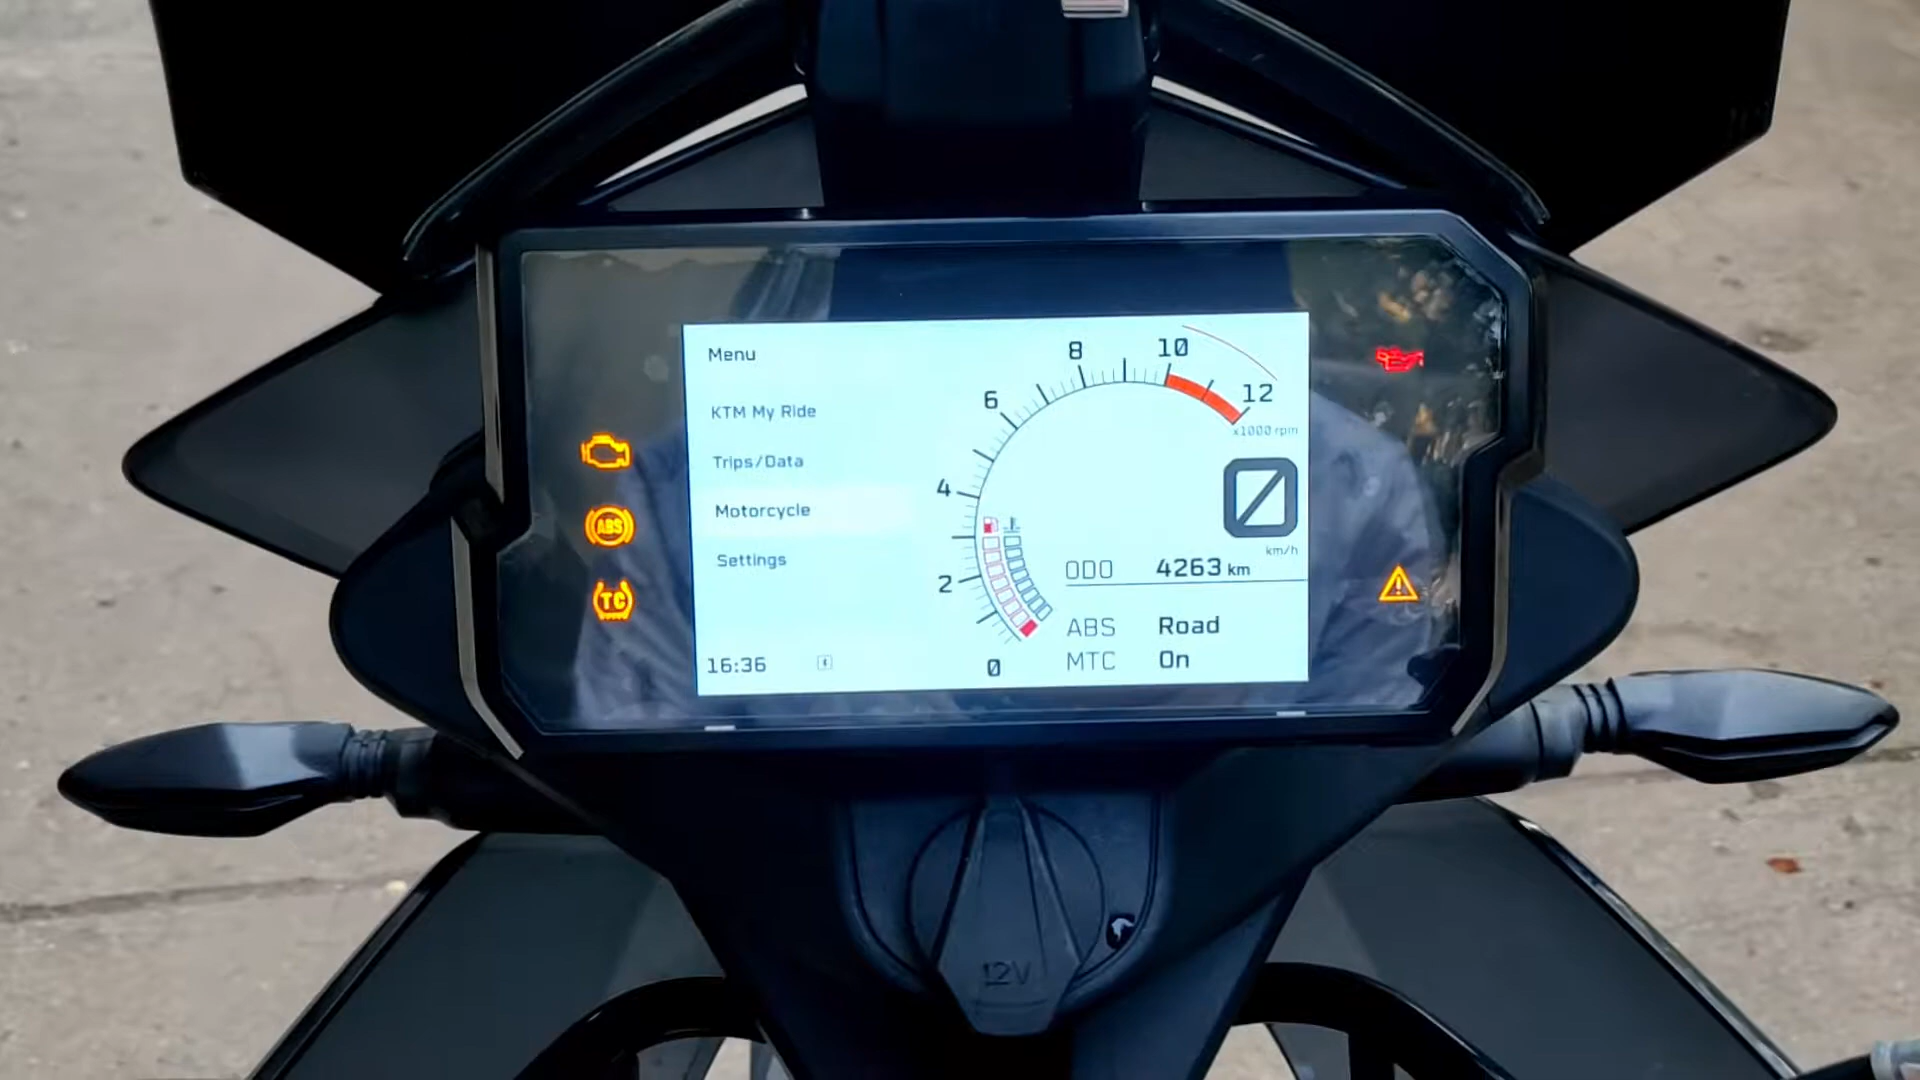 Menu
KTM My Ride
Trips/Data
Motorcycle
Settings
16:36
0
2
4
6
8
10
12
x1000 rpm
0
km/h
ODO 4263 km
ABS Road
MTC On
ABS
TC
12V